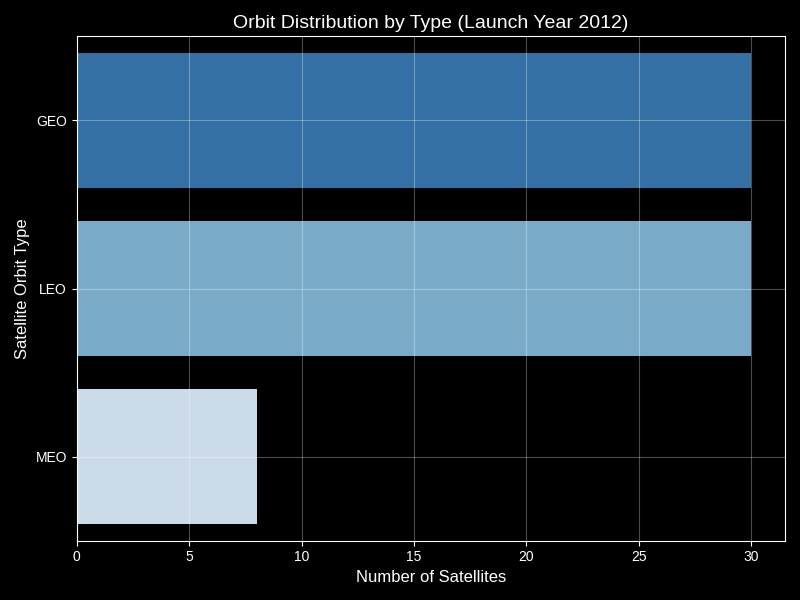 Orbit Distribution by Type (Launch Year 2012)
GEO
LEO
MEO
Satellite Orbit Type
0 5 10 15 20 25 30
Number of Satellites